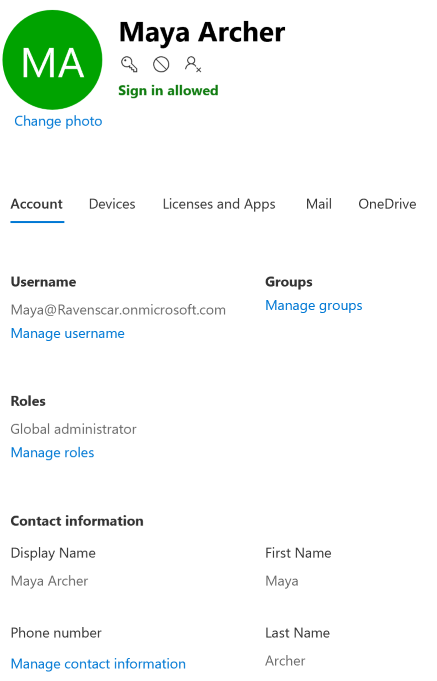 MA
Maya Archer
Sign in allowed
Change photo
Account Devices Licenses and Apps Mail OneDrive
Username
Maya@Ravenscar.onmicrosoft.com
Manage username
Groups
Manage groups
Roles
Global administrator
Manage roles
Contact information
Display Name
Maya Archer
First Name
Maya
Phone number
Manage contact information
Last Name
Archer